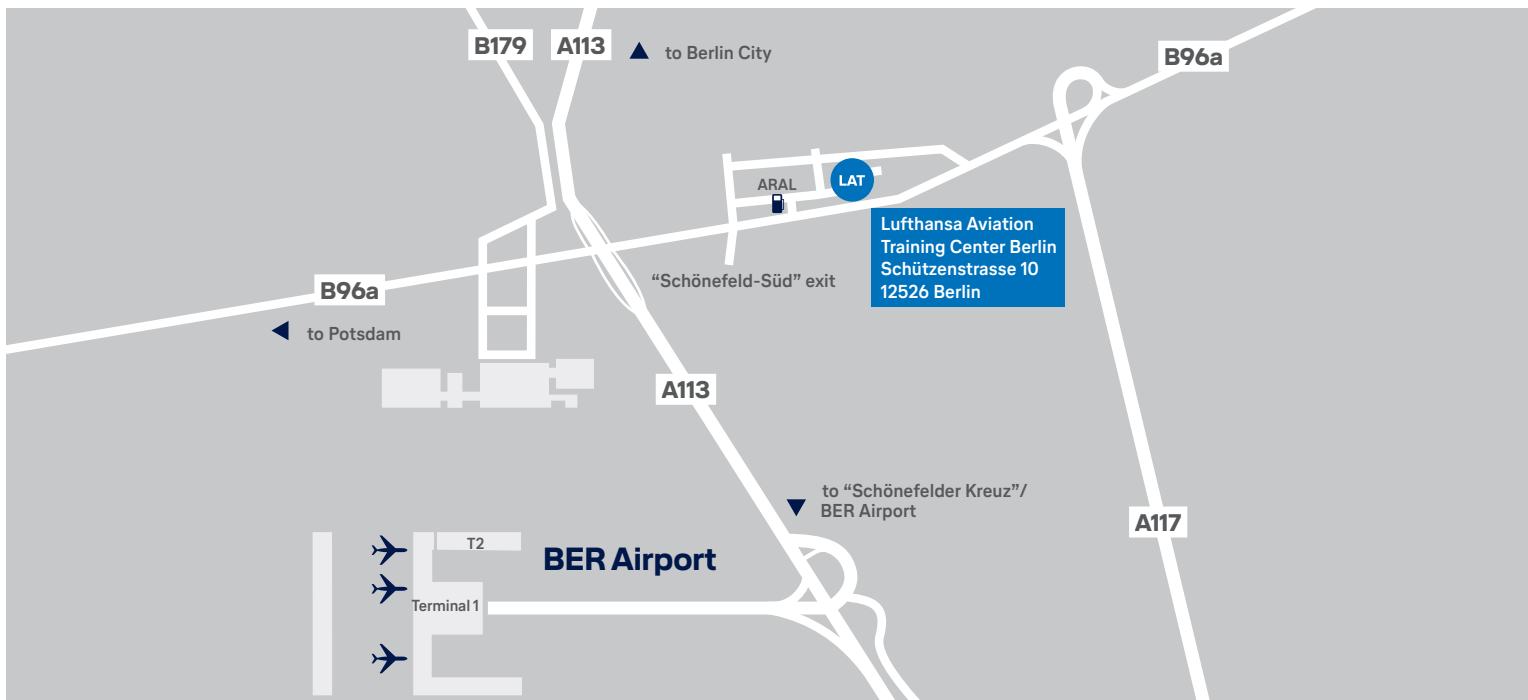 B179
A113
to Berlin City
B96a
ARAL
LAT
Lufthansa Aviation
Training Center Berlin
Schützenstrasse 10
12526 Berlin
“Schönefeld-Süd” exit
B96a
to Potsdam
A113
to “Schönefelder Kreuz”/
BER Airport
A117
T2
BER Airport
Terminal 1